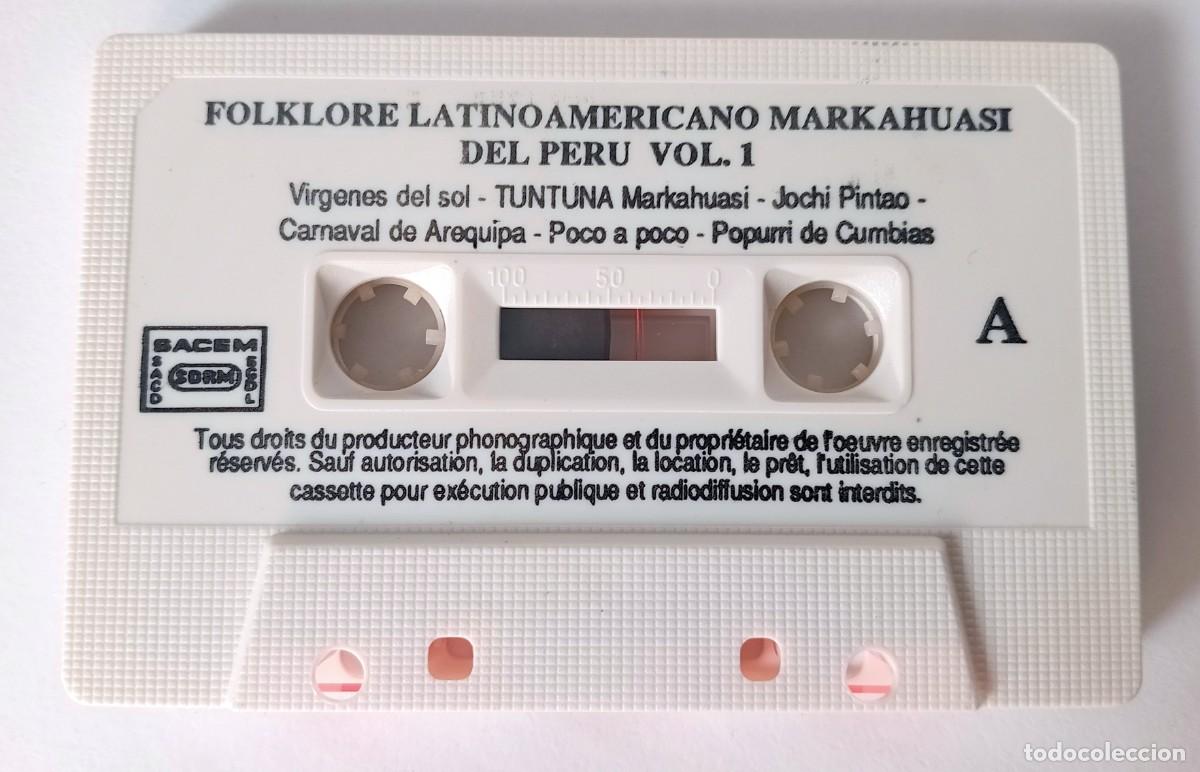 FOLKLORE LATINOAMERICANO MARKAHUASI
DEL PERU VOL. 1
Virgenes del sol - TUNTUNA Markahuasi - Jochi Pintao -
Carnaval de Arequipa - Poco a poco - Popurri de Cumbias
100 50 0
A
SACEM
SACD SDRM SGDL
Tous droits du producteur phonographique et du propriétaire de l'oeuvre enregistrée
réservés. Sauf autorisation, la duplication, la location, le prêt, l'utilisation de cette
cassette pour exécution publique et radiodiffusion sont interdits.
todocoleccion